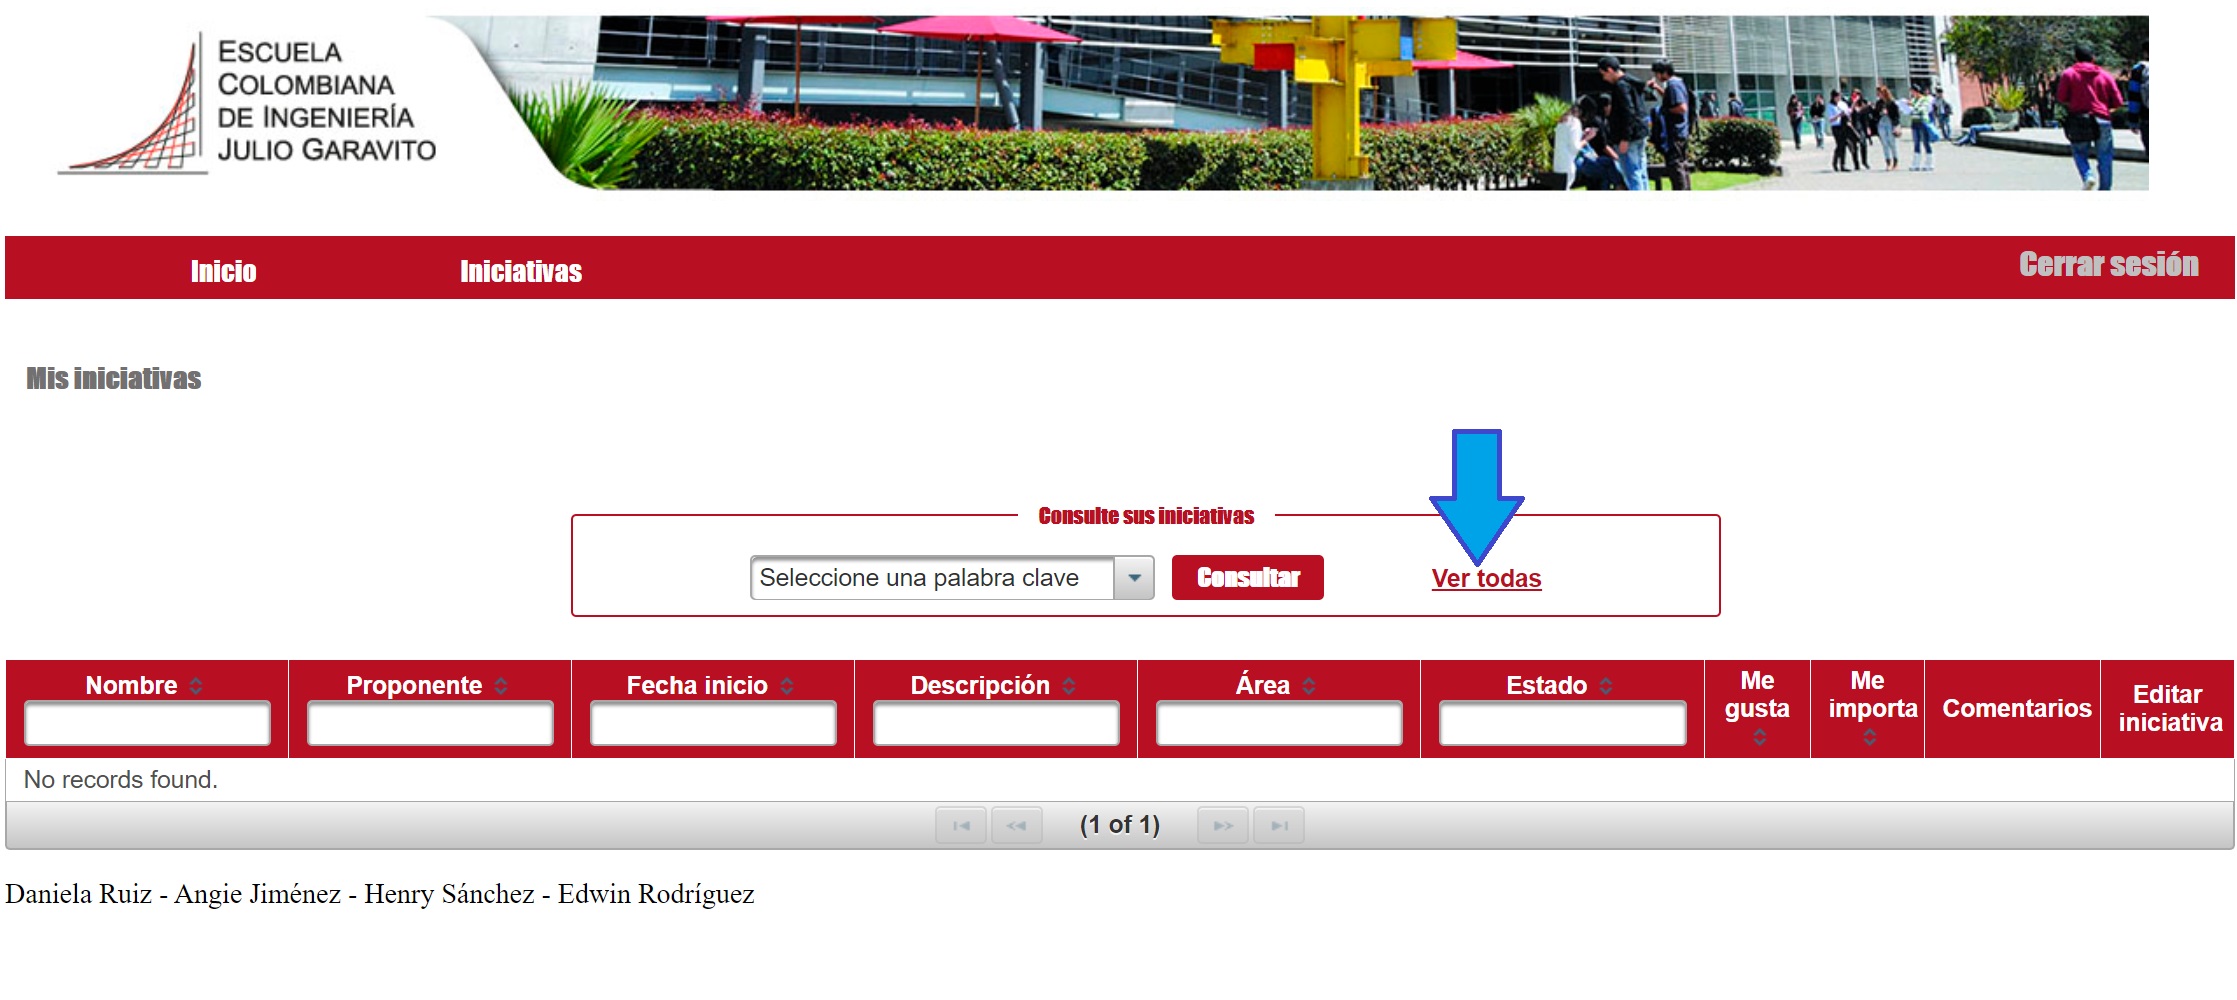 ESCUELA
COLOMBIANA
DE INGENIERÍA
JULIO GARAVITO
Inicio Iniciativas Cerrar sesión
Mis iniciativas
Consulte sus iniciativas
Seleccione una palabra clave Consultar Ver todas
Nombre Proponente Fecha inicio Descripción Área Estado Me gusta Me importa Comentarios Editar iniciativa
No records found.
(1 of 1)
Daniela Ruiz - Angie Jiménez - Henry Sánchez - Edwin Rodríguez